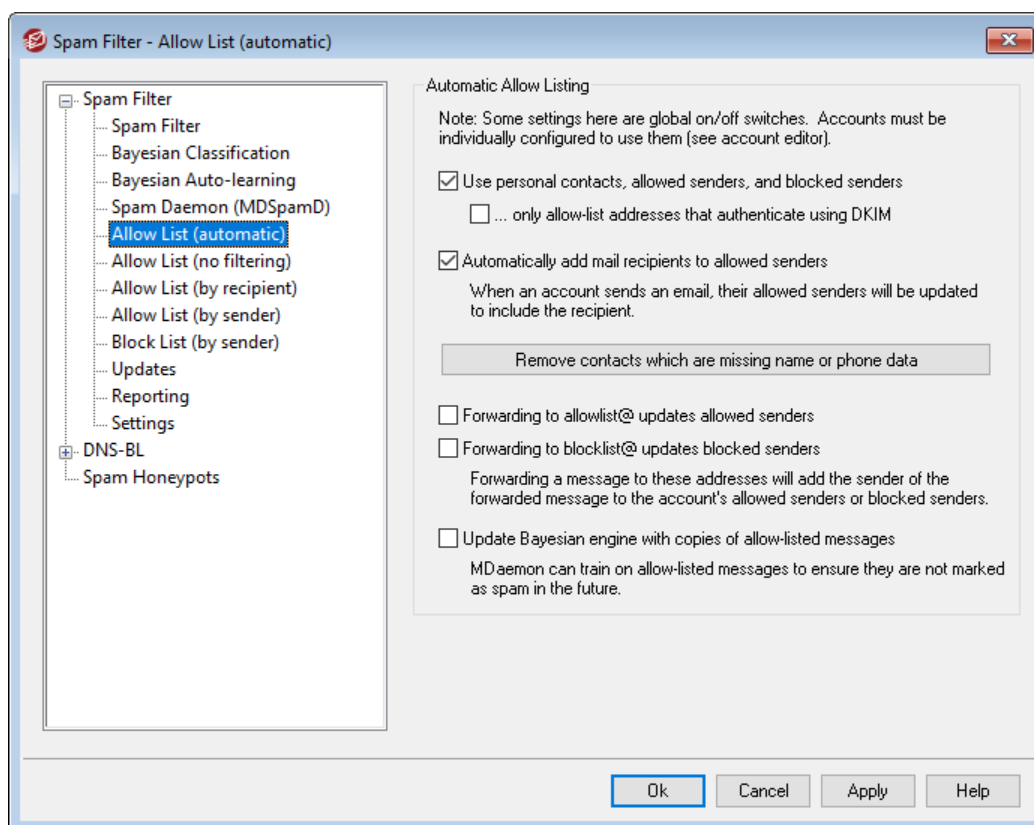 Spam Filter - Allow List (automatic)
Spam Filter
Spam Filter
Bayesian Classification
Bayesian Auto-learning
Spam Daemon (MDSpamD)
Allow List (automatic)
Allow List (no filtering)
Allow List (by recipient)
Allow List (by sender)
Block List (by sender)
Updates
Reporting
Settings
DNS-BL
Spam Honeypots
Automatic Allow Listing
Note: Some settings here are global on/off switches. Accounts must be
individually configured to use them (see account editor).
Use personal contacts, allowed senders, and blocked senders
... only allow-list addresses that authenticate using DKIM
Automatically add mail recipients to allowed senders
When an account sends an email, their allowed senders will be updated
to include the recipient.
Remove contacts which are missing name or phone data
Forwarding to allowlist@ updates allowed senders
Forwarding to blocklist@ updates blocked senders
Forwarding a message to these addresses will add the sender of the
forwarded message to the account's allowed senders or blocked senders.
Update Bayesian engine with copies of allow-listed messages
MDaemon can train on allow-listed messages to ensure they are not marked
as spam in the future.
Ok
Cancel
Apply
Help